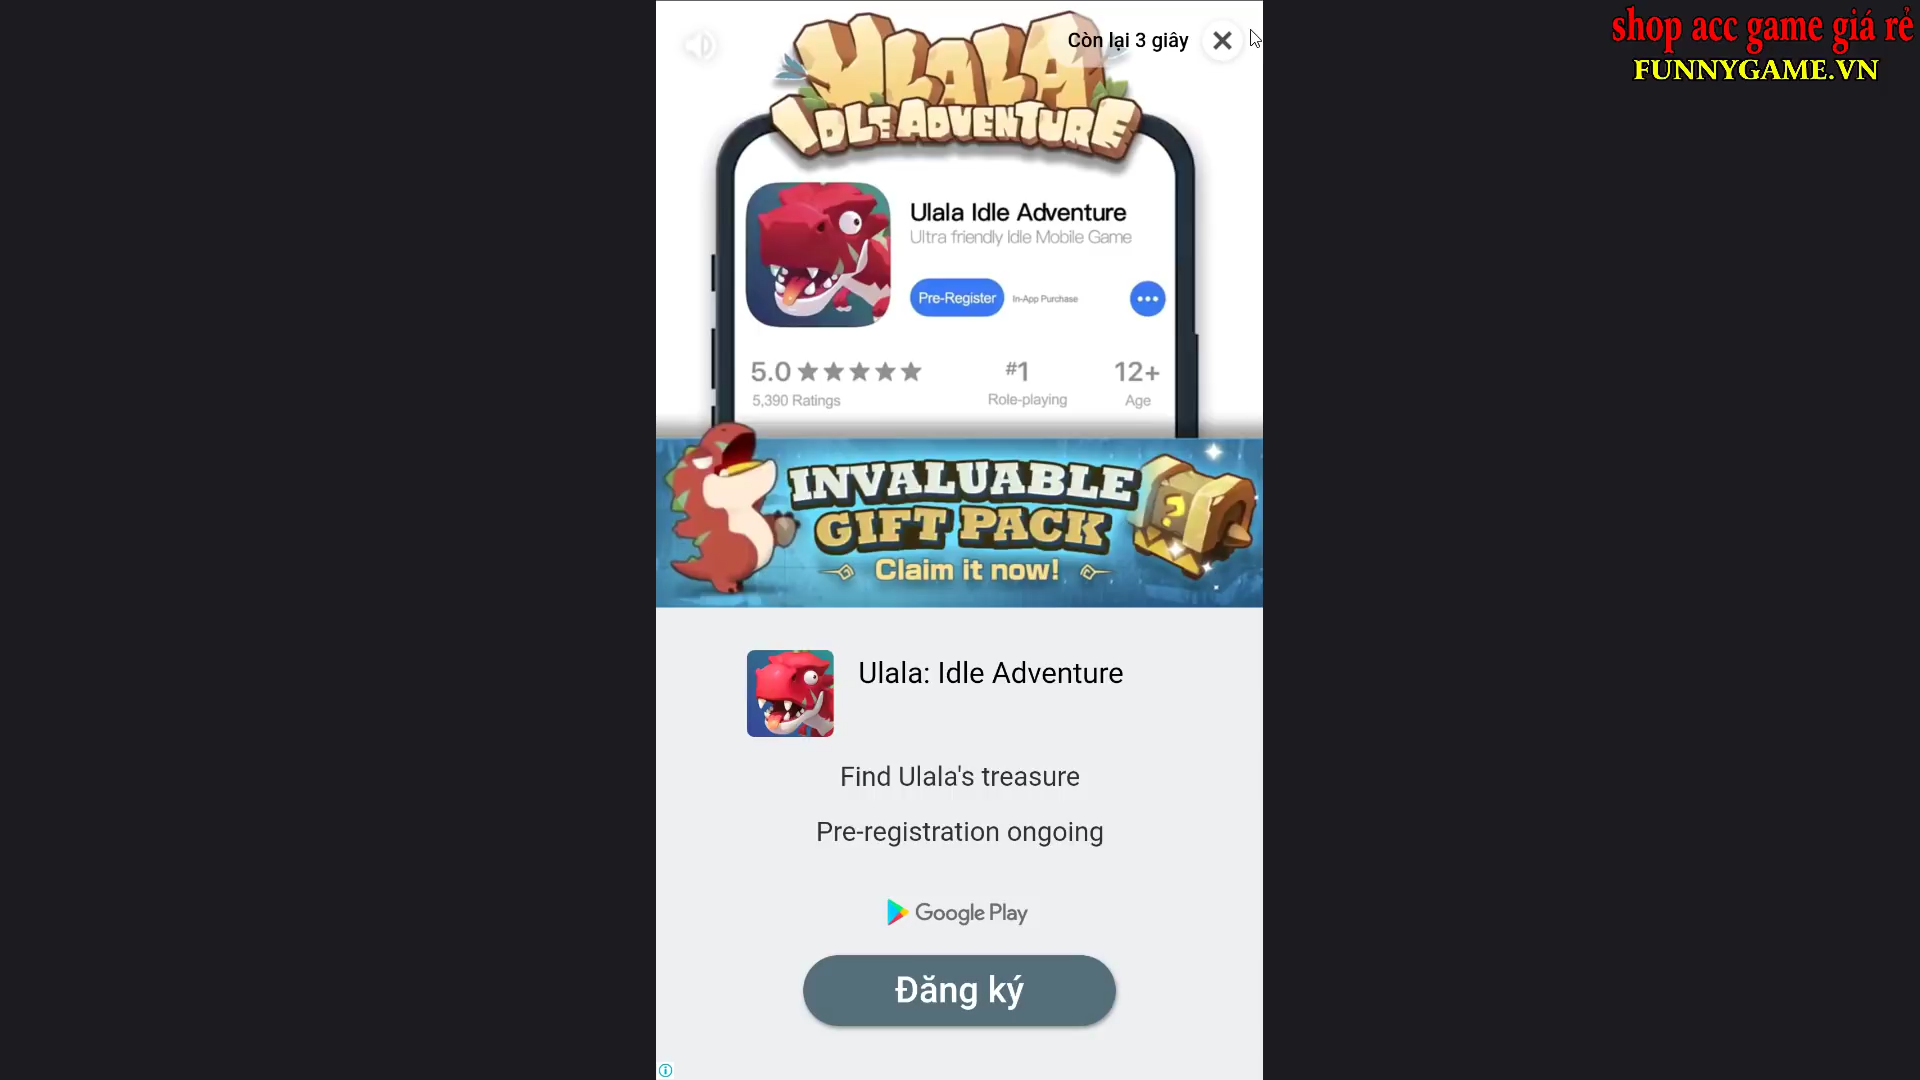 shop acc game giá rẻ
FUNNYGAME.VN
Còn lại 3 giây
ULALA
IDLE ADVENTURE
Ulala Idle Adventure
Ultra friendly Idle Mobile Game
Pre-Register
In-App Purchase
5.0 ★★★★★
#1
12+
5,390 Ratings
Role-playing
Age
INVALUABLE
GIFT PACK
Claim it now!
Ulala: Idle Adventure
Find Ulala's treasure
Pre-registration ongoing
Google Play
Đăng ký